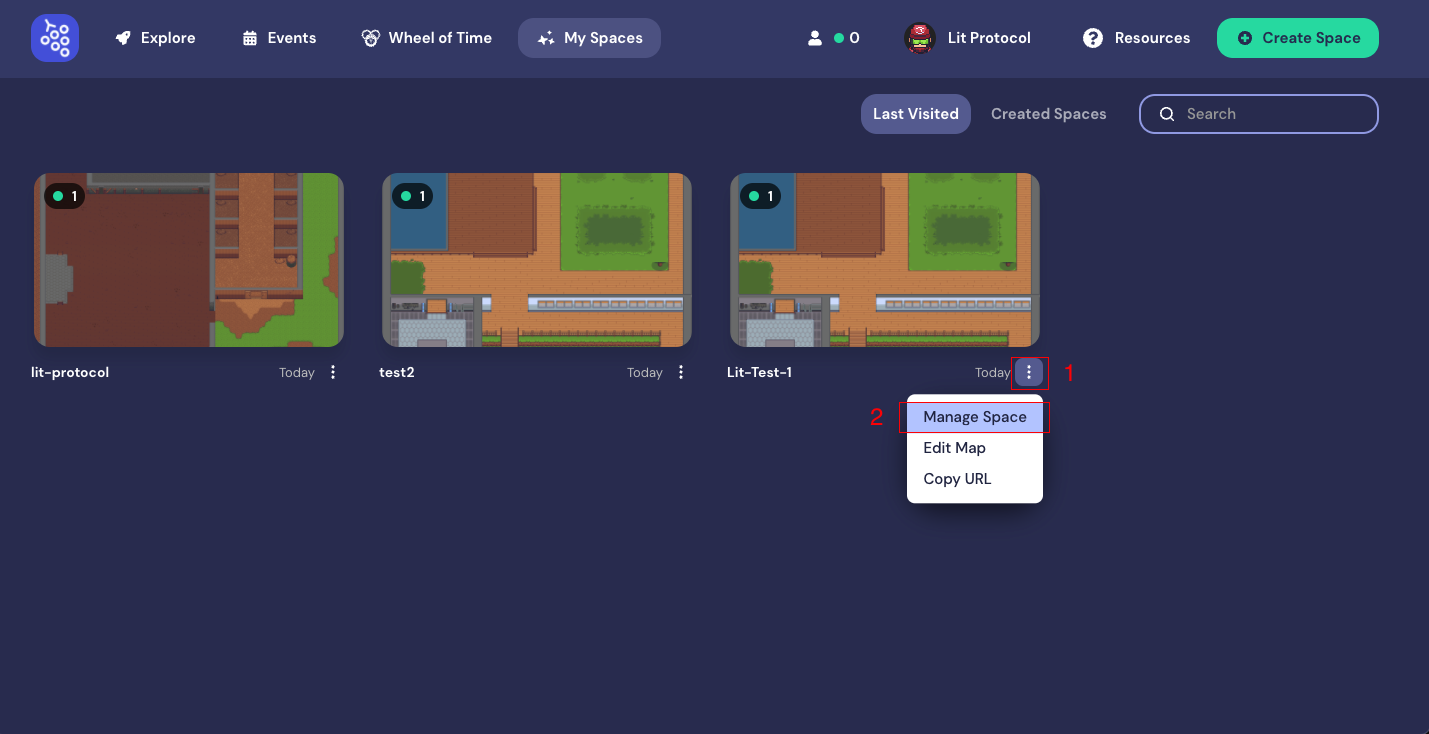 Explore Events Wheel of Time My Spaces 0 Lit Protocol Resources Create Space
Last Visited Created Spaces Search
1 1 1
lit-protocol Today test2 Today Lit-Test-1 Today 1
2 Manage Space
Edit Map
Copy URL